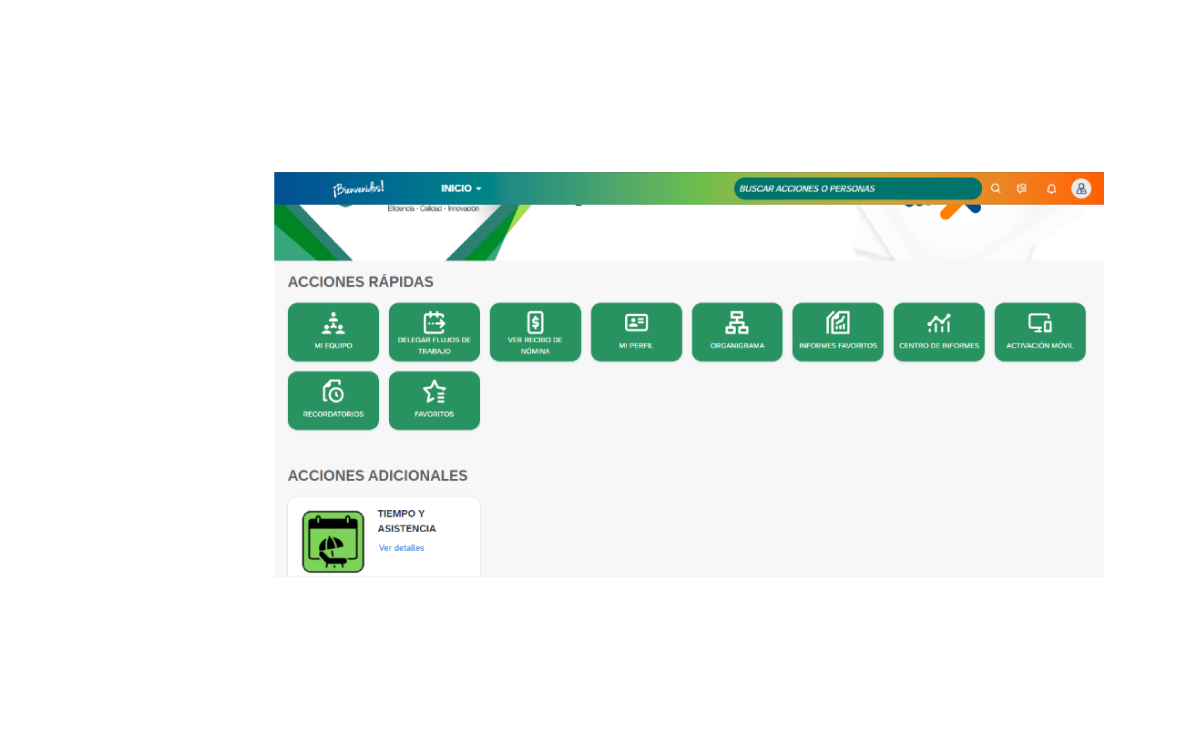 ¡Bienvenidos!
INICIO
BUSCAR ACCIONES O PERSONAS
Eficiencia - Calidad - Innovación
ACCIONES RÁPIDAS
MI EQUIPO
DELEGAR FLUJOS DE
TRABAJO
VER RECIBO DE
NÓMINA
MI PERFIL
ORGANIGRAMA
INFORMES FAVORITOS
CENTRO DE INFORMES
ACTIVACIÓN MÓVIL
RECORDATORIOS
FAVORITOS
ACCIONES ADICIONALES
TIEMPO Y
ASISTENCIA
Ver detalles